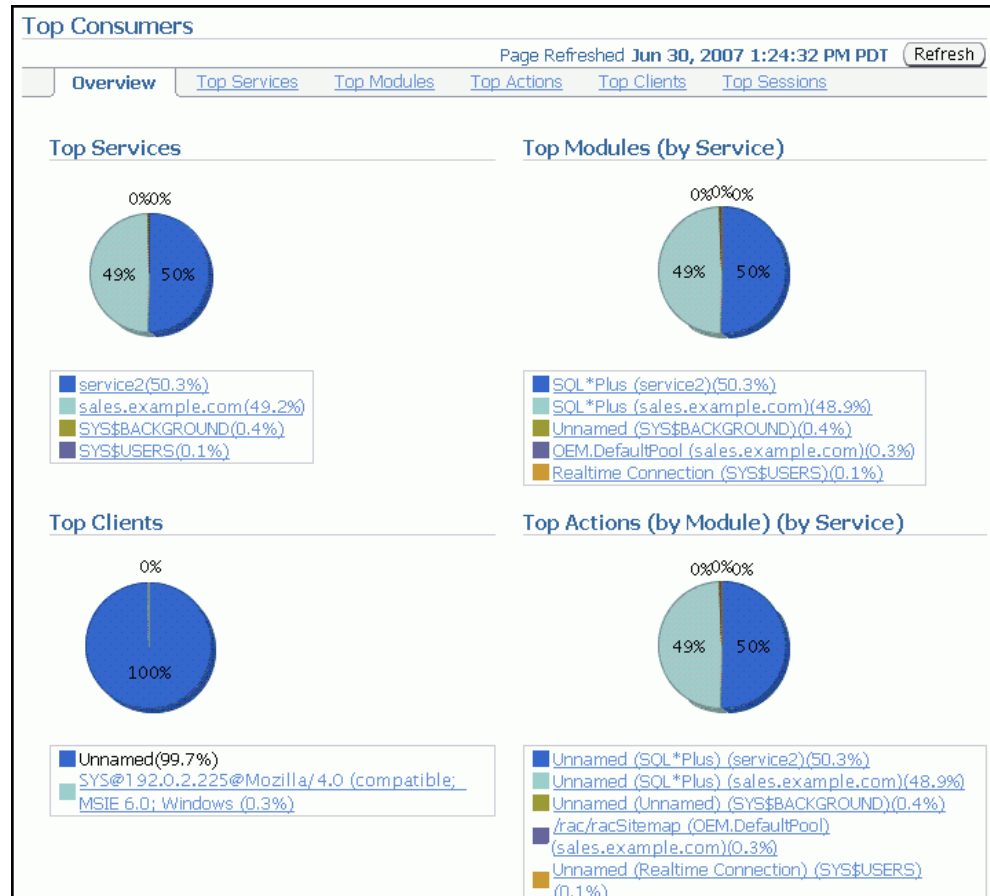 Top Consumers
Page Refreshed Jun 30, 2007 1:24:32 PM PDT Refresh
Overview Top Services Top Modules Top Actions Top Clients Top Sessions
Top Services
0%0%
49% 50%
service2(50.3%)
sales.example.com(49.2%)
SYS$BACKGROUND(0.4%)
SYS$USERS(0.1%)
Top Modules (by Service)
0%0%0%
49% 50%
SQL*Plus (service2)(50.3%)
SQL*Plus (sales.example.com)(48.9%)
Unnamed (SYS$BACKGROUND)(0.4%)
OEM.DefaultPool (sales.example.com)(0.3%)
Realtime Connection (SYS$USERS)(0.1%)
Top Clients
0%
100%
Unnamed(99.7%)
SYS@192.0.2.225@Mozilla/4.0 (compatible;
MSIE 6.0; Windows (0.3%)
Top Actions (by Module) (by Service)
0%0%0%
49% 50%
Unnamed (SQL*Plus) (service2)(50.3%)
Unnamed (SQL*Plus) (sales.example.com)(48.9%)
Unnamed (Unnamed) (SYS$BACKGROUND)(0.4%)
/rac/racSitemap (OEM.DefaultPool)
(sales.example.com)(0.3%)
Unnamed (Realtime Connection) (SYS$USERS)
(0.1%)